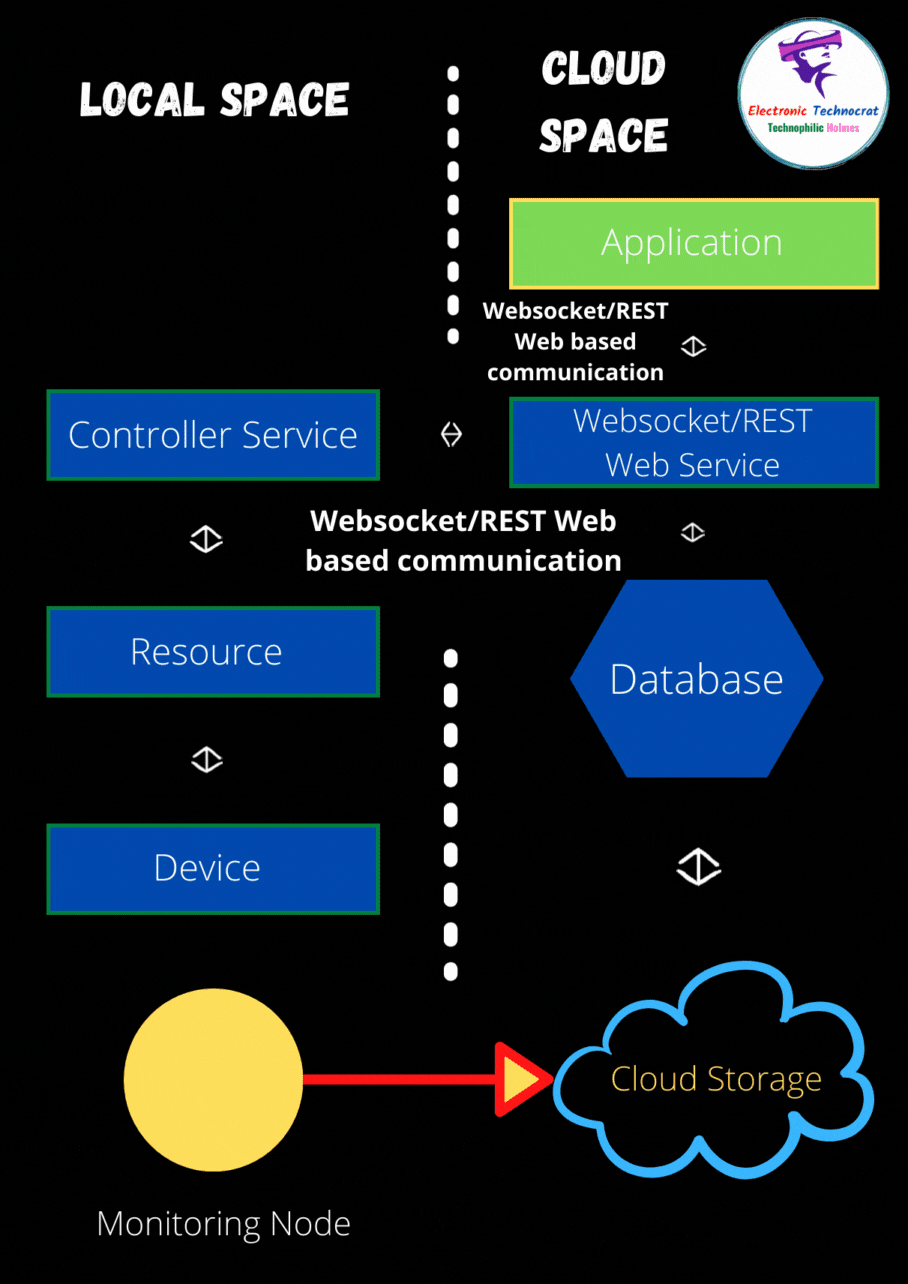 LOCAL SPACE
CLOUD
SPACE
Electronic Technocrat
Technophilic Holmes
Application
Websocket/REST
Web based
communication
Controller Service
Websocket/REST
Web Service
Websocket/REST Web
based communication
Resource
Database
Device
Cloud Storage
Monitoring Node